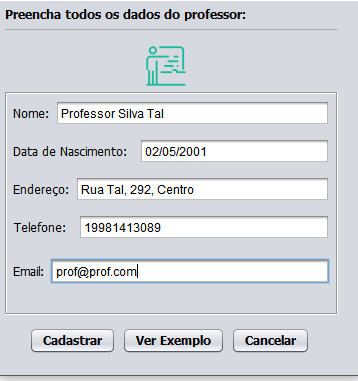 Preencha todos os dados do professor:
Nome: Professor Silva Tal
Data de Nascimento: 02/05/2001
Endereço: Rua Tal, 292, Centro
Telefone: 19981413089
Email: prof@prof.com
Cadastrar Ver Exemplo Cancelar